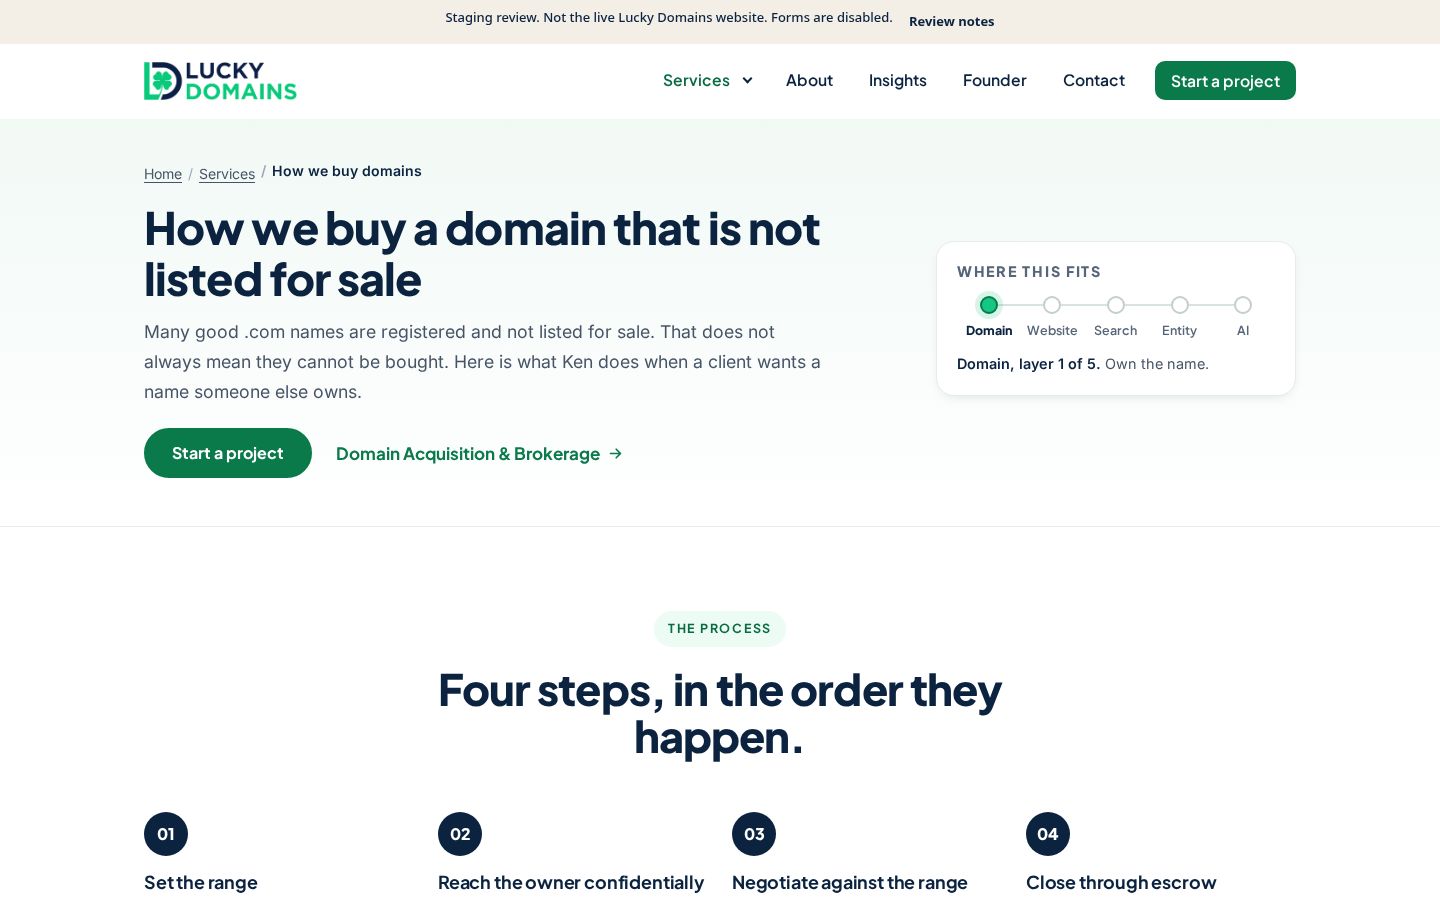 Staging review. Not the live Lucky Domains website. Forms are disabled. Review notes
LUCKY
DOMAINS
Services About Insights Founder Contact Start a project
Home / Services / How we buy domains
How we buy a domain that is not
listed for sale
Many good .com names are registered and not listed for sale. That does not
always mean they cannot be bought. Here is what Ken does when a client wants a
name someone else owns.
Start a project Domain Acquisition & Brokerage →
WHERE THIS FITS
Domain Website Search Entity AI
Domain, layer 1 of 5. Own the name.
THE PROCESS
Four steps, in the order they
happen.
01 02 03 04
Set the range Reach the owner confidentially Negotiate against the range Close through escrow